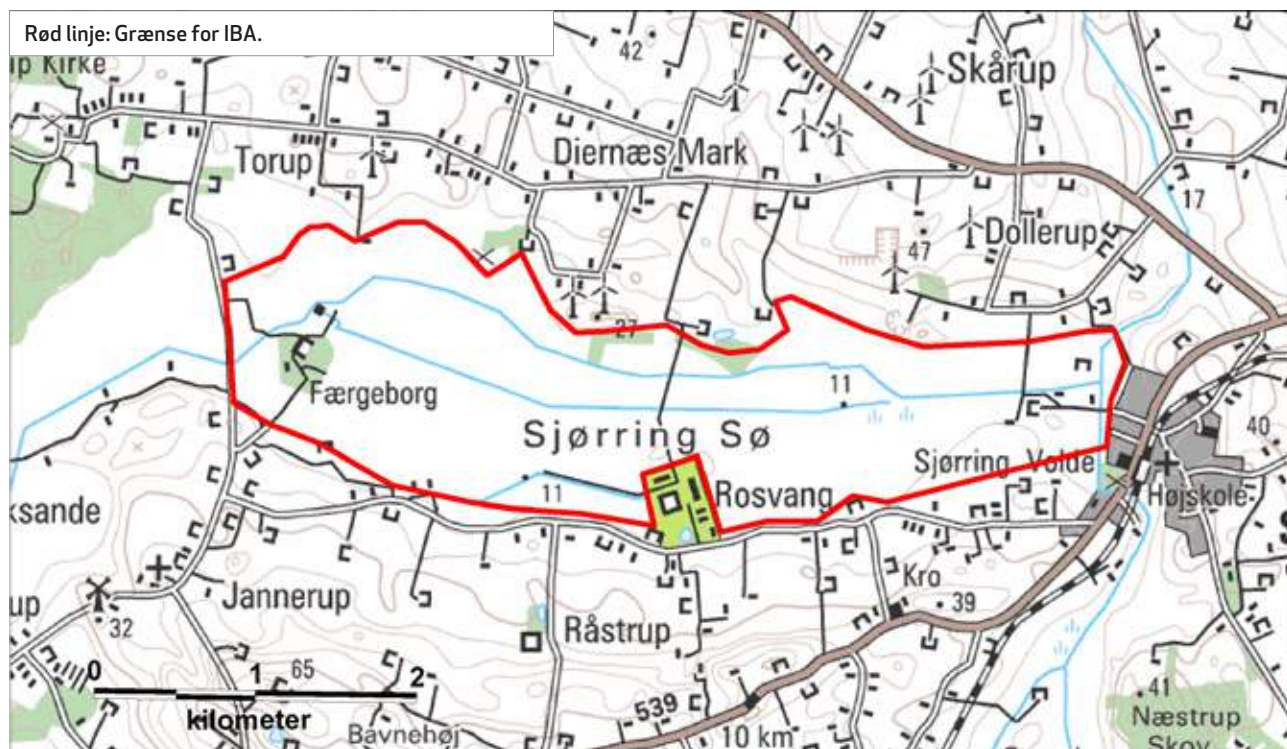 Rød linje: Grænse for IBA.
42
Skårup
ip Kirke
Torup
Diernæs Mark
17
47
Dollerup
27
Færgeborg
11
Sjørring Sø
40
Sjørring Volde
11
Rosvang
Højskole
ksande
Kro
Jannerup
39
up
32
Råstrup
0 1 2
65
kilometer
41
539
Næstrup
Bavnehøj
10 km
Skov